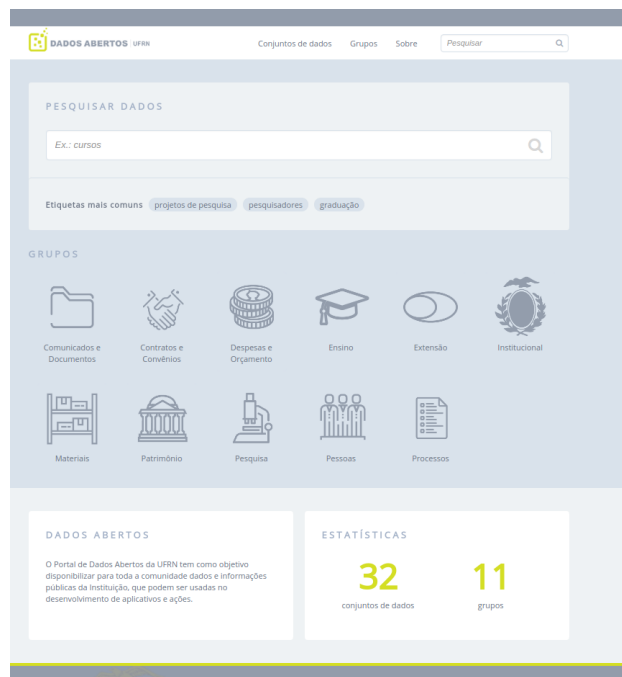 DADOS ABERTOS UFRN
Conjuntos de dados Grupos Sobre Pesquisar
PESQUISAR DADOS
Ex.: cursos
Etiquetas mais comuns projetos de pesquisa pesquisadores graduação
GRUPOS
Comunicados e Documentos
Contratos e Convênios
Despesas e Orçamento
Ensino
Extensão
Institucional
Materiais
Patrimônio
Pesquisa
Pessoas
Processos
DADOS ABERTOS
O Portal de Dados Abertos da UFRN tem como objetivo
disponibilizar para toda a comunidade dados e informações
públicas da Instituição, que podem ser usadas no
desenvolvimento de aplicativos e ações.
ESTATÍSTICAS
32
conjuntos de dados
11
grupos